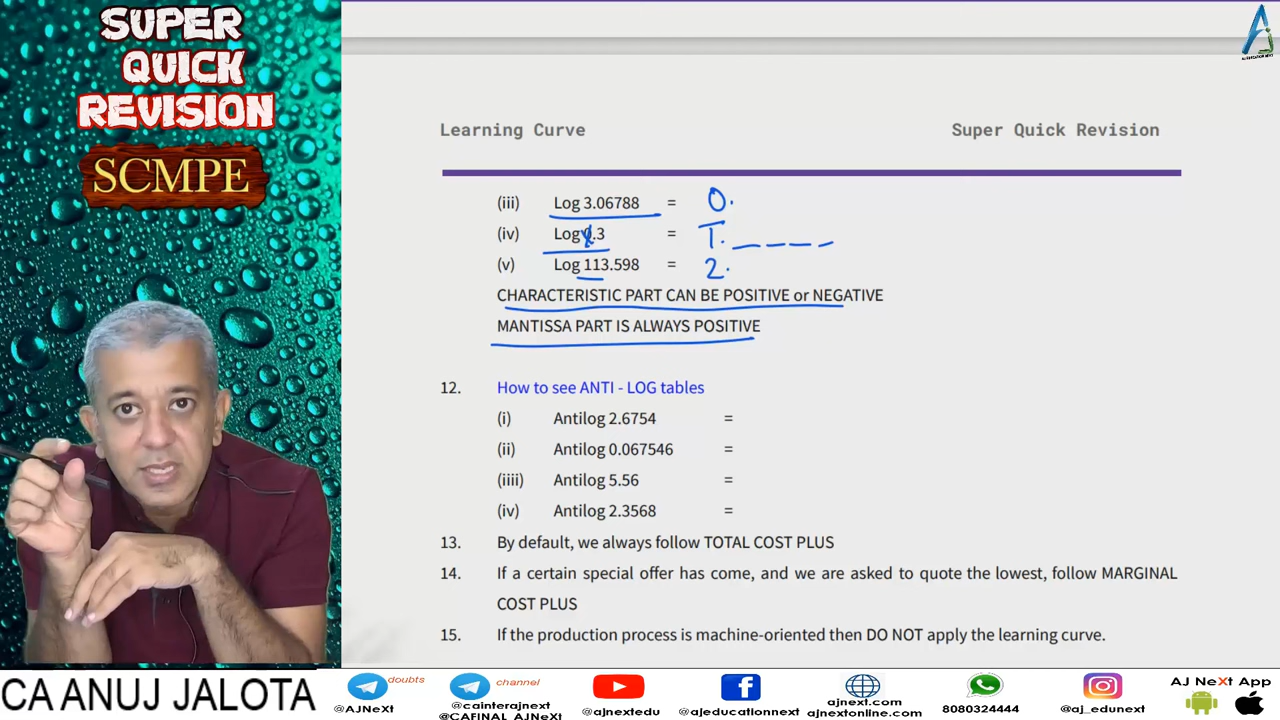 SUPER
QUICK
REVISION
SCMPE
Learning Curve Super Quick Revision
(iii) Log 3.06788 = 0.
(iv) Log 0.3 = 1̅.
(v) Log 113.598 = 2.
CHARACTERISTIC PART CAN BE POSITIVE or NEGATIVE
MANTISSA PART IS ALWAYS POSITIVE
12. How to see ANTI - LOG tables
(i) Antilog 2.6754 =
(ii) Antilog 0.067546 =
(iiii) Antilog 5.56 =
(iv) Antilog 2.3568 =
13. By default, we always follow TOTAL COST PLUS
14. If a certain special offer has come, and we are asked to quote the lowest, follow MARGINAL
COST PLUS
15. If the production process is machine-oriented then DO NOT apply the learning curve.
CA ANUJ JALOTA
doubts
@AJNeXt
channel
@cainterajnext
@CAFINAL_AJNeXt
@ajnextedu
@ajeducationnext
ajnext.com
ajnextonline.com
8080324444
@aj_edunext
AJ NeXt App